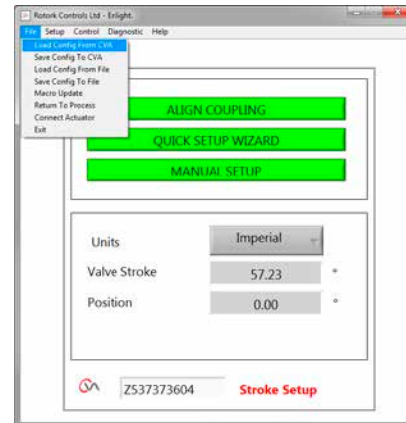 Rotork Controls Ltd - Enlight.
File Setup Control Diagnostic Help
Load Config From CVA
Save Config To CVA
Load Config From File
Save Config To File
Macro Update
Return To Process
Connect Actuator
Exit
ALIGN COUPLING
QUICK SETUP WIZARD
MANUAL SETUP
Units Imperial
Valve Stroke 57.23 °
Position 0.00 °
CVA Z537373604 Stroke Setup